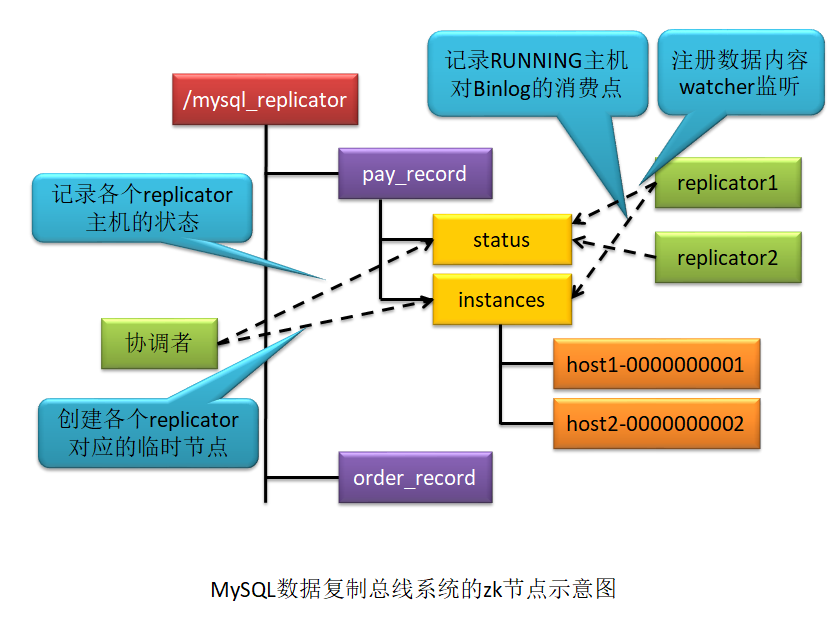 记录RUNNING主机
对Binlog的消费点
注册数据内容
watcher监听
/mysql_replicator
pay_record
replicator1
记录各个replicator
主机的状态
status
replicator2
instances
协调者
host1-0000000001
创建各个replicator
对应的临时节点
host2-0000000002
order_record
MySQL数据复制总线系统的zk节点示意图